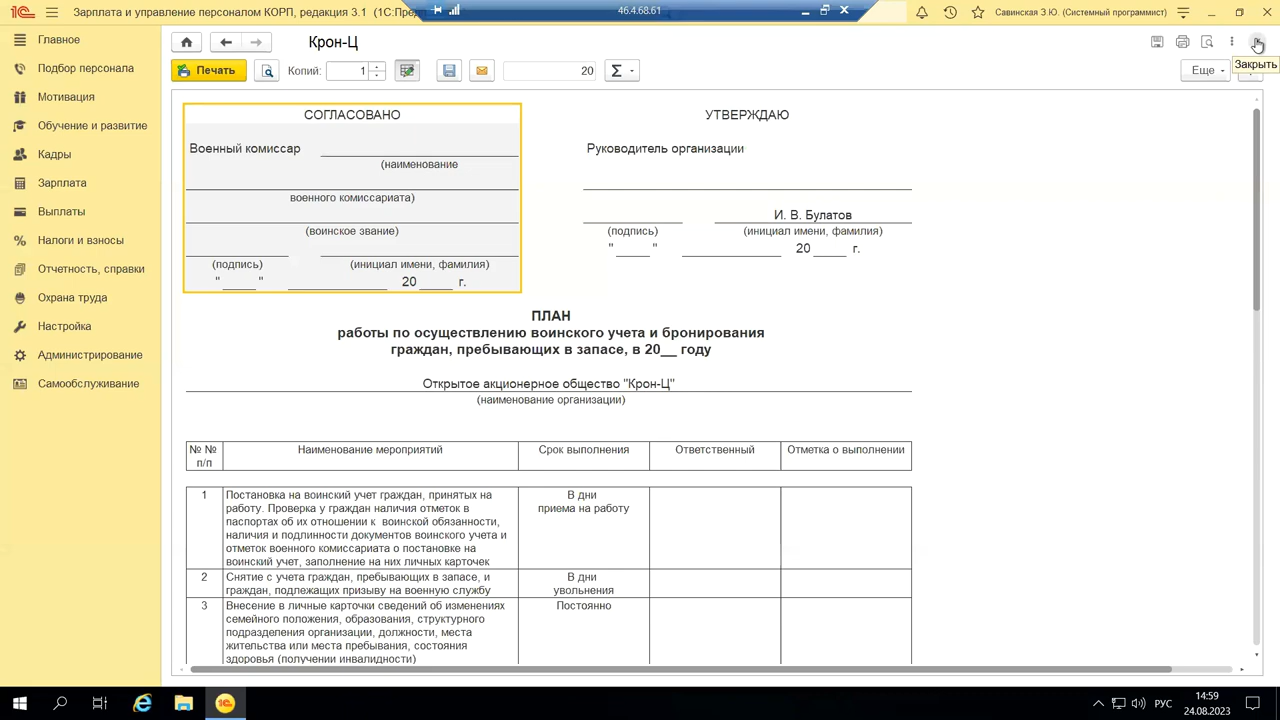 Зарплата и управление персоналом КОРП, редакция 3.1 (1С:Пред
46.4.68.61
Савинская З.Ю. (Системный программист)
Главное
Подбор персонала
Мотивация
Обучение и развитие
Кадры
Зарплата
Выплаты
Налоги и взносы
Отчетность, справки
Охрана труда
Настройка
Администрирование
Самообслуживание
Крон-Ц
Закрыть
Печать
Копий:
1
20
Σ
Еще
СОГЛАСОВАНО
УТВЕРЖДАЮ
Военный комиссар
Руководитель организации
(наименование
военного комиссариата)
И. В. Булатов
(воинское звание)
(подпись)
(инициал имени, фамилия)
" _____ " 20 _____ г.
(подпись)
(инициал имени, фамилия)
" _____ " 20 _____ г.
ПЛАН
работы по осуществлению воинского учета и бронирования
граждан, пребывающих в запасе, в 20__ году
Открытое акционерное общество "Крон-Ц"
(наименование организации)
№ № п/п
Наименование мероприятий
Срок выполнения
Ответственный
Отметка о выполнении
1
Постановка на воинский учет граждан, принятых на
работу. Проверка у граждан наличия отметок в
паспортах об их отношении к воинской обязанности,
наличия и подлинности документов воинского учета и
отметок военного комиссариата о постановке на
воинский учет, заполнение на них личных карточек
В дни
приема на работу
2
Снятие с учета граждан, пребывающих в запасе, и
граждан, подлежащих призыву на военную службу
В дни
увольнения
3
Внесение в личные карточки сведений об изменениях
семейного положения, образования, структурного
подразделения организации, должности, места
жительства или места пребывания, состояния
здоровья (получении инвалидности)
Постоянно
РУС
14:59
24.08.2023